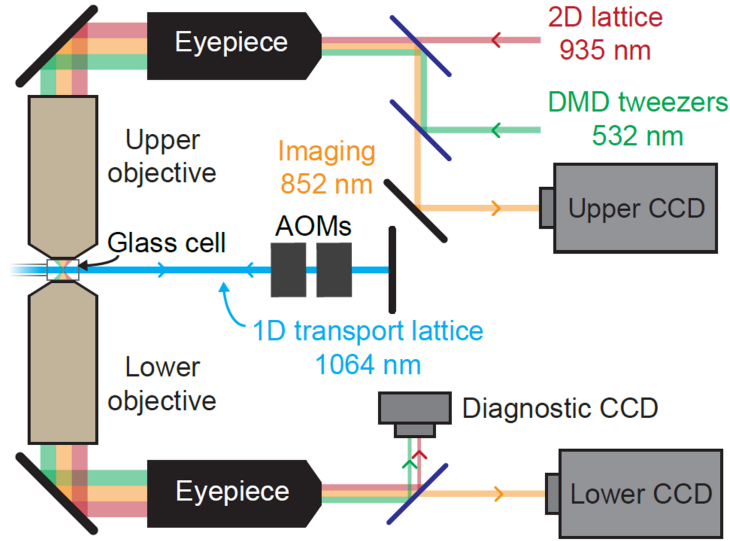 Eyepiece
2D lattice
935 nm
DMD tweezers
532 nm
Upper
objective
Imaging
852 nm
Upper CCD
AOMs
Glass cell
1D transport lattice
1064 nm
Lower
objective
Diagnostic CCD
Eyepiece
Lower CCD